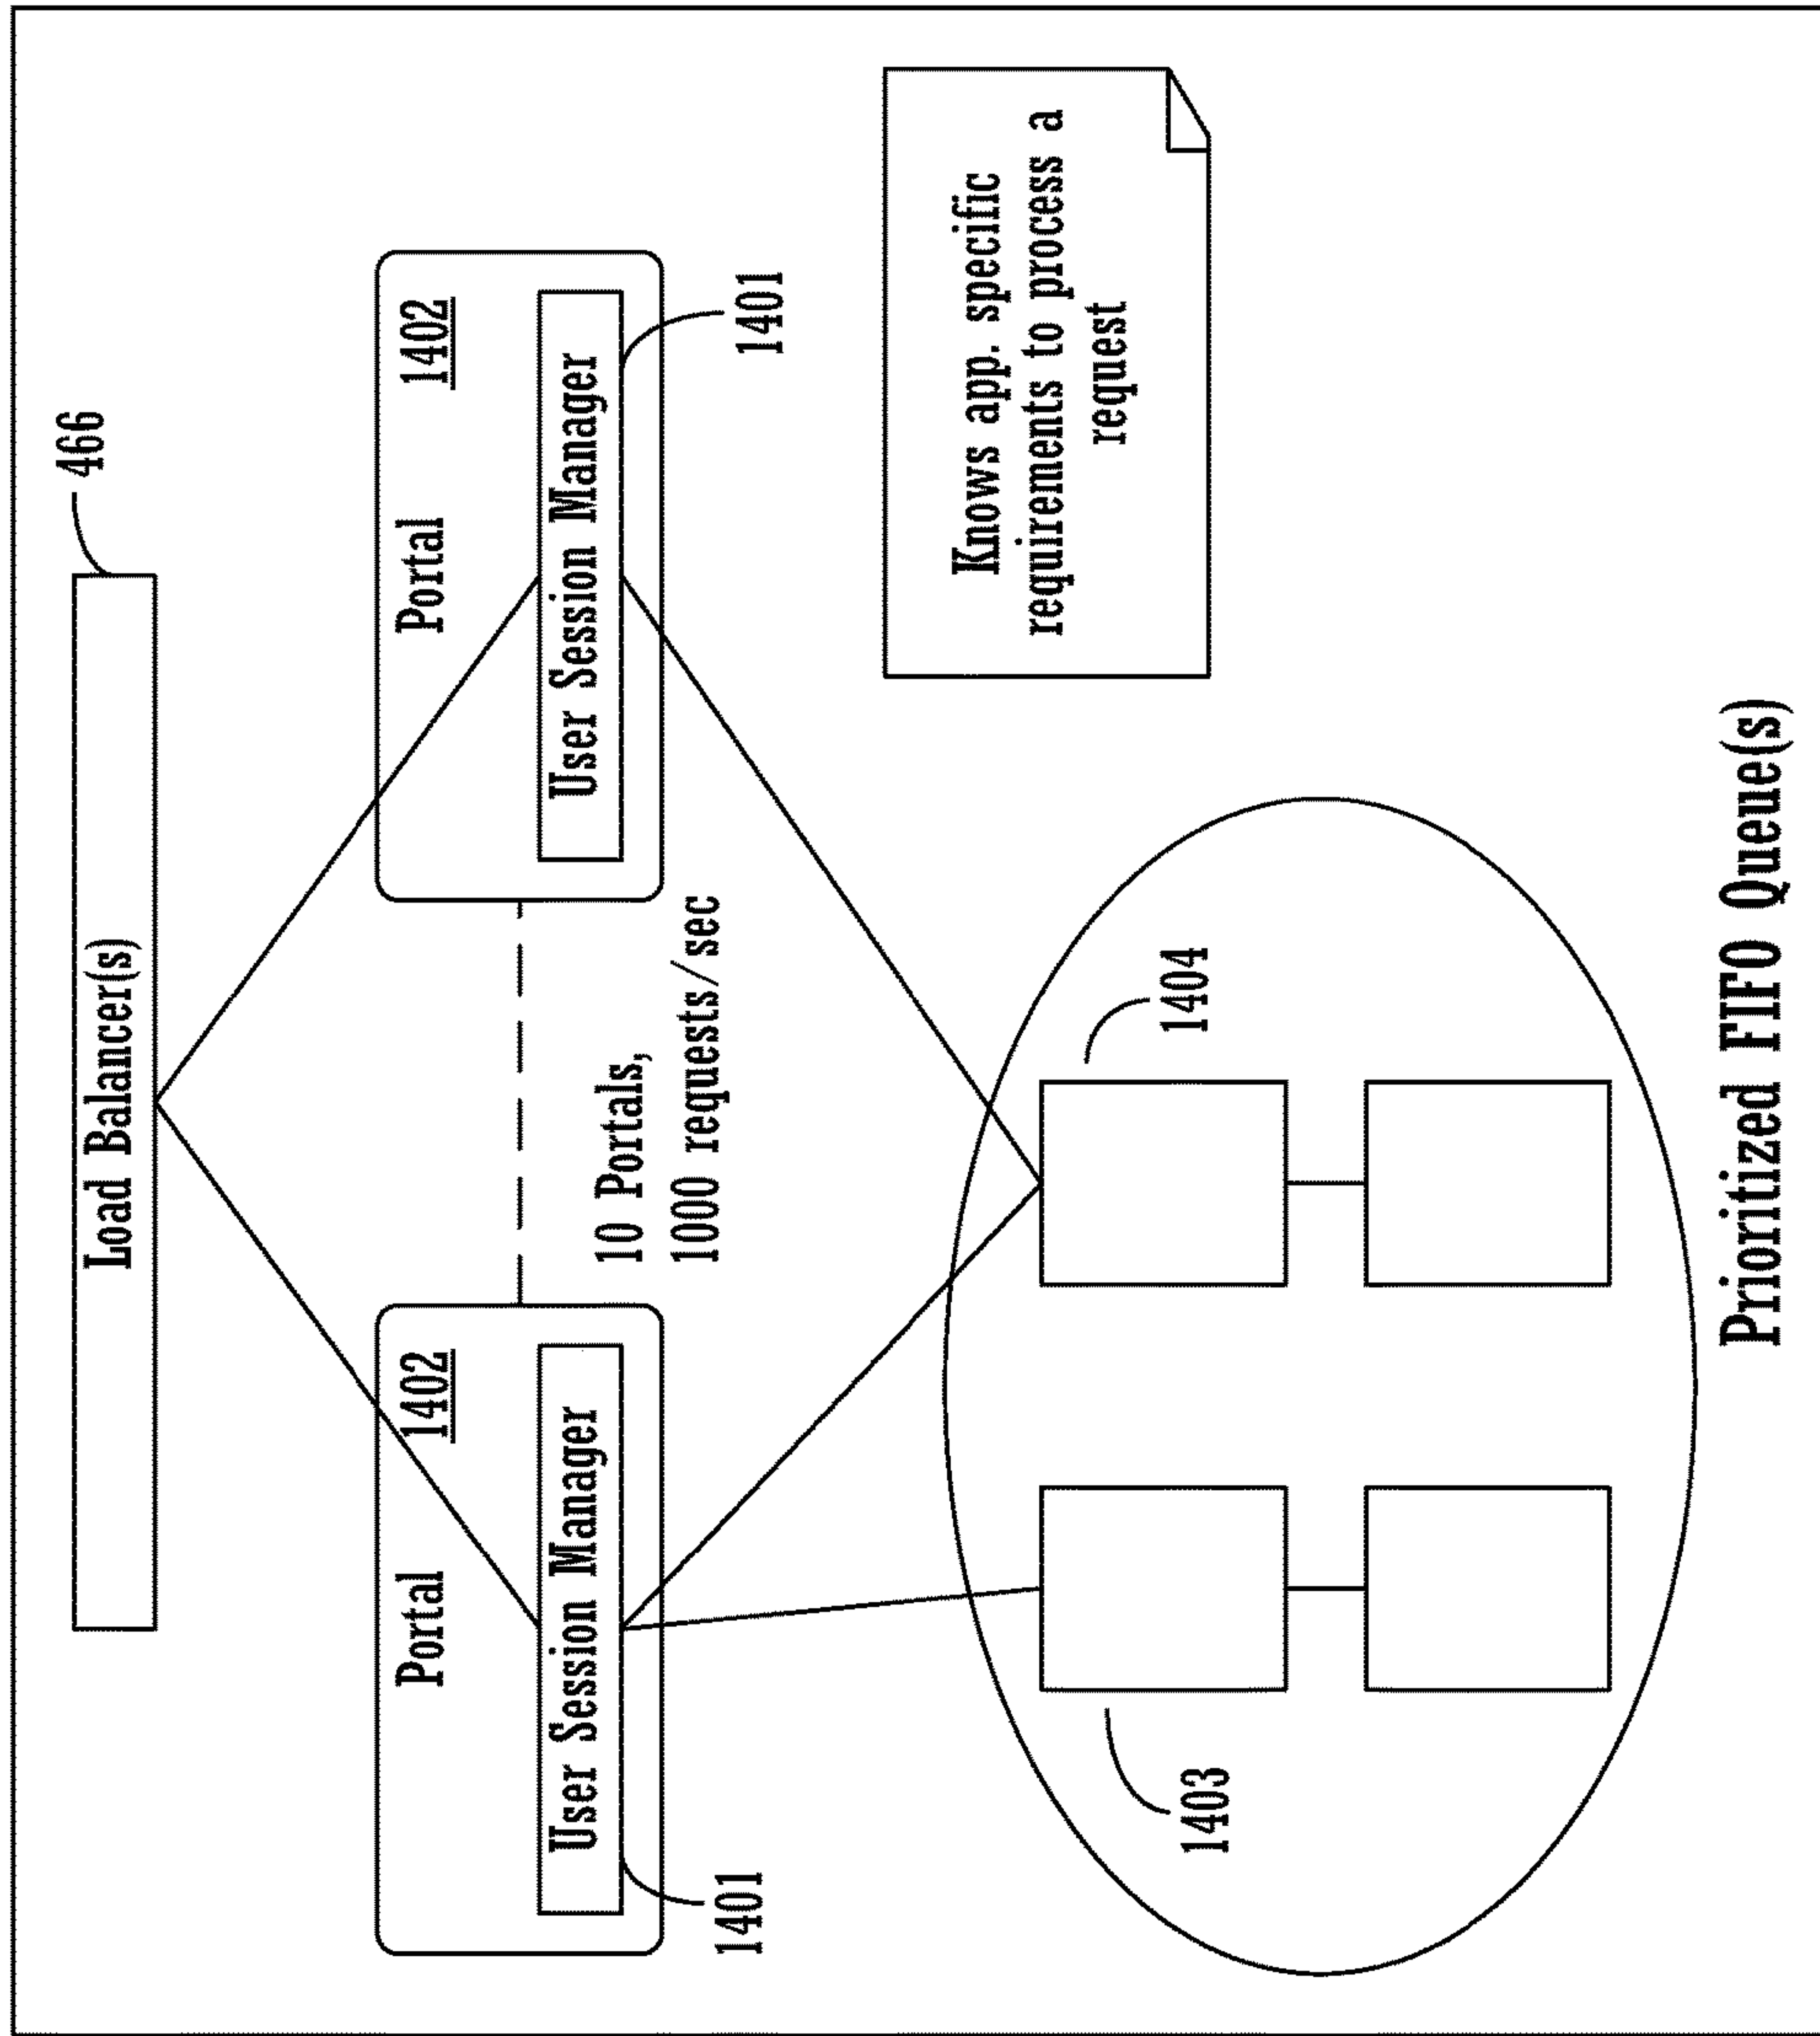 466
Load Balancer(s)
Portal
1402
User Session Manager
1401
Portal
1402
User Session Manager
1401
10 Portals,
1000 requests/sec
Knows app. specific
requirements to process a
request
1403
1404
Prioritized FIFO Queue(s)